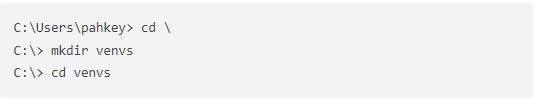 C:\Users\pahkey> cd \
C:\> mkdir venvs
C:\> cd venvs